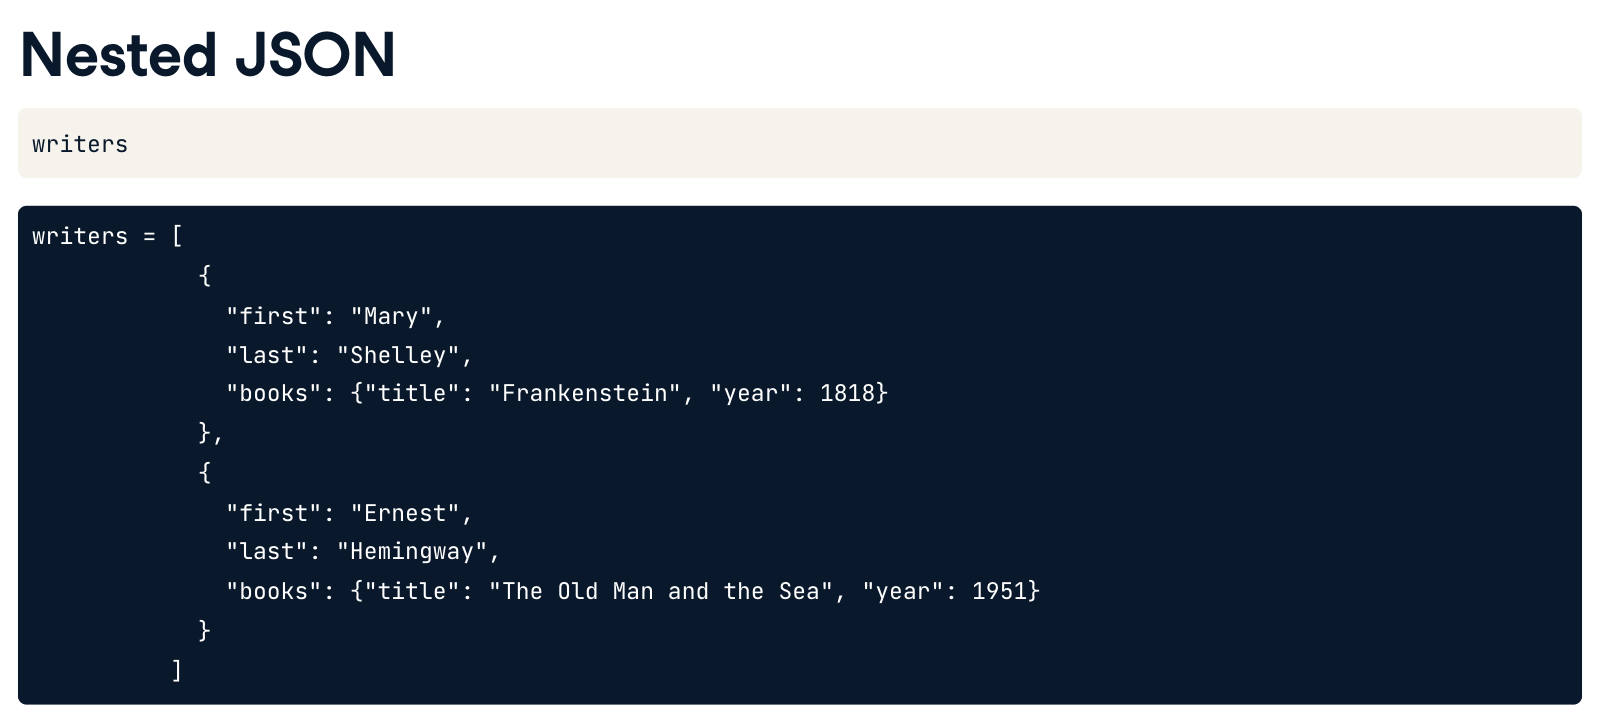 Nested JSON
writers
writers = [
            {
              "first": "Mary",
              "last": "Shelley",
              "books": {"title": "Frankenstein", "year": 1818}
            },
            {
              "first": "Ernest",
              "last": "Hemingway",
              "books": {"title": "The Old Man and the Sea", "year": 1951}
            }
          ]